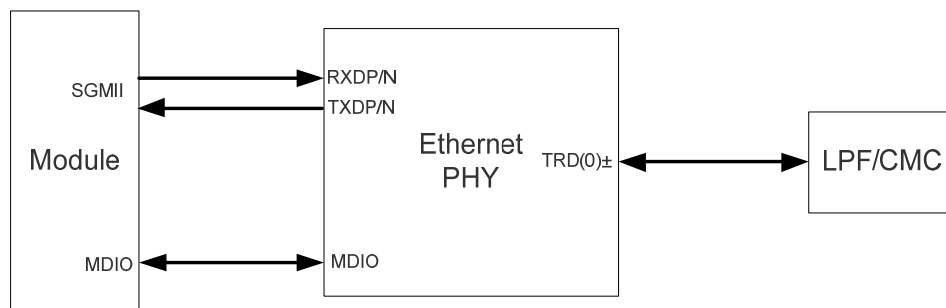 SGMII
Module
MDIO
RXDP/N
TXDP/N
Ethernet
PHY
TRD(0)±
MDIO
LPF/CMC